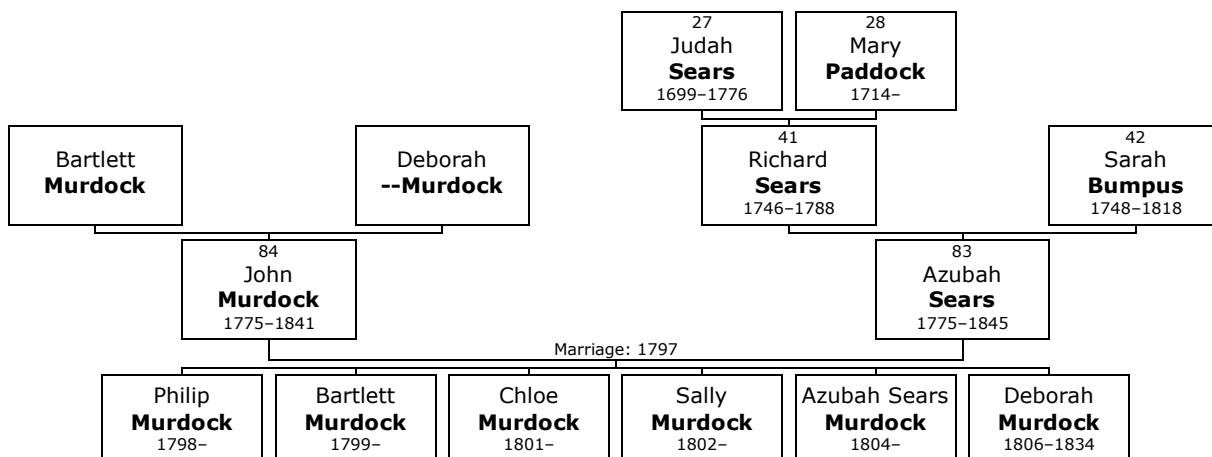 27
Judah
Sears
1699–1776
28
Mary
Paddock
1714–
Bartlett
Murdock
Deborah
--Murdock
41
Richard
Sears
1746–1788
42
Sarah
Bumpus
1748–1818
84
John
Murdock
1775–1841
83
Azubah
Sears
1775–1845
Marriage: 1797
Philip
Murdock
1798–
Bartlett
Murdock
1799–
Chloe
Murdock
1801–
Sally
Murdock
1802–
Azubah Sears
Murdock
1804–
Deborah
Murdock
1806–1834